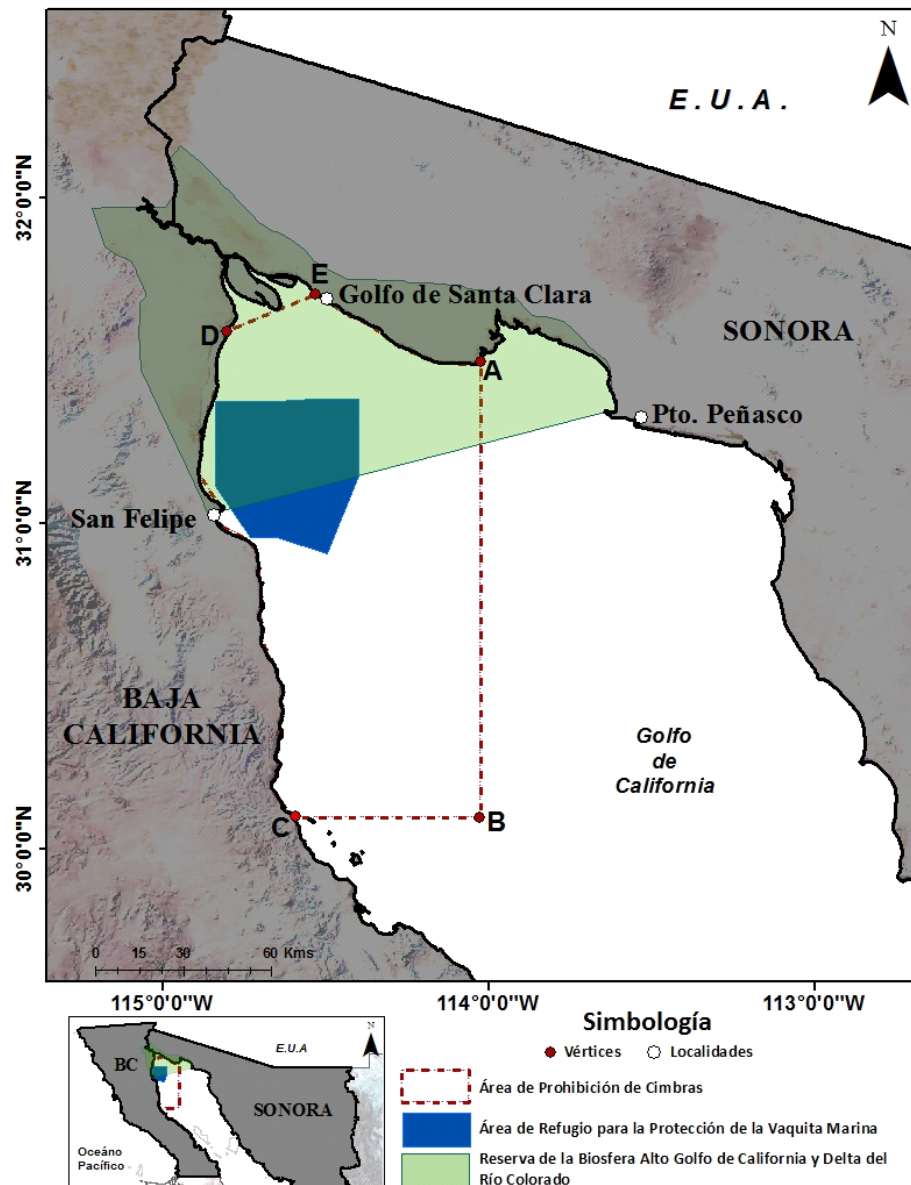 N
E.U.A.
32°0'0"N
E
Golfo de Santa Clara
D
SONORA
A
Pto. Peñasco
31°0'0"N
San Felipe
BAJA
CALIFORNIA
Golfo
de
California
C
B
30°0'0"N
0 15 30 60 Kms
115°0'0"W
114°0'0"W
113°0'0"W
N
E.U.A
BC
SONORA
Oceáno
Pacífico
Simbología
Vértices
Localidades
Área de Prohibición de Cimbras
Área de Refugio para la Protección de la Vaquita Marina
Reserva de la Biosfera Alto Golfo de California y Delta del
Río Colorado